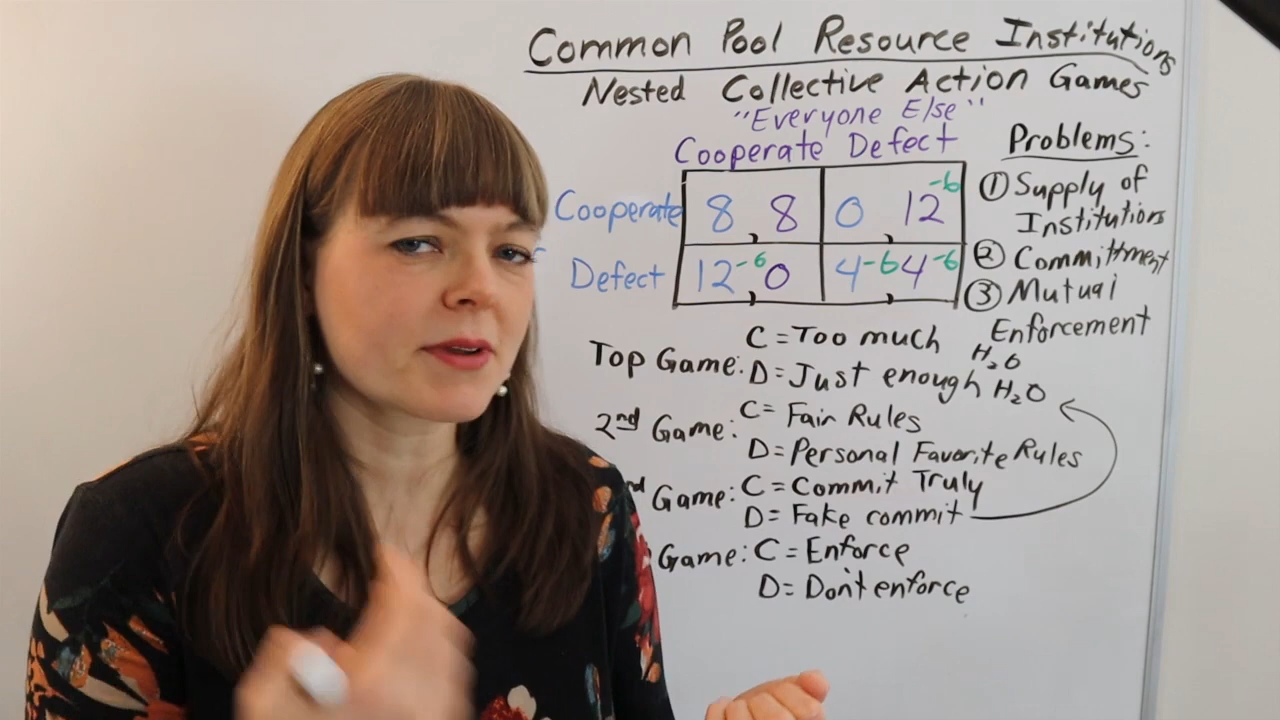 Common Pool Resource Institutions
Nested Collective Action Games
"Everyone Else"
Cooperate Defect
Problems:
Cooperate 8, 8 0, 12 -6
① Supply of
Institutions
Defect 12 -6, 0 4 -6, 4 -6
② Committment
③ Mutual
Enforcement
Top Game: C = Too much H₂O
D = Just enough H₂O
2nd Game: C = Fair Rules
D = Personal Favorite Rules
Game: C = Commit Truly
D = Fake commit
Game: C = Enforce
D = Don't enforce